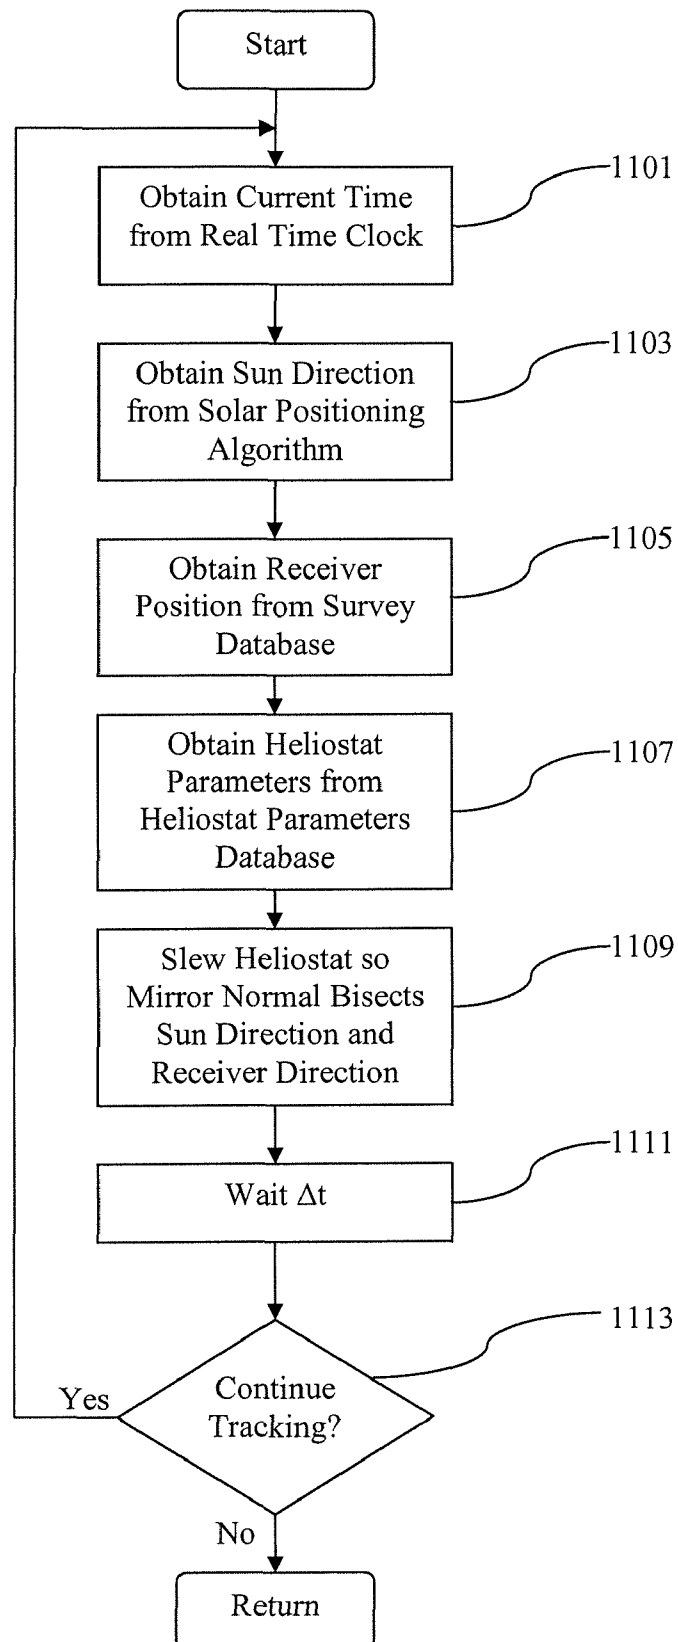 Start
1101
Obtain Current Time
from Real Time Clock
1103
Obtain Sun Direction
from Solar Positioning
Algorithm
1105
Obtain Receiver
Position from Survey
Database
1107
Obtain Heliostat
Parameters from
Heliostat Parameters
Database
1109
Slew Heliostat so
Mirror Normal Bisects
Sun Direction and
Receiver Direction
1111
Wait Δt
1113
Continue
Tracking?
Yes
No
Return